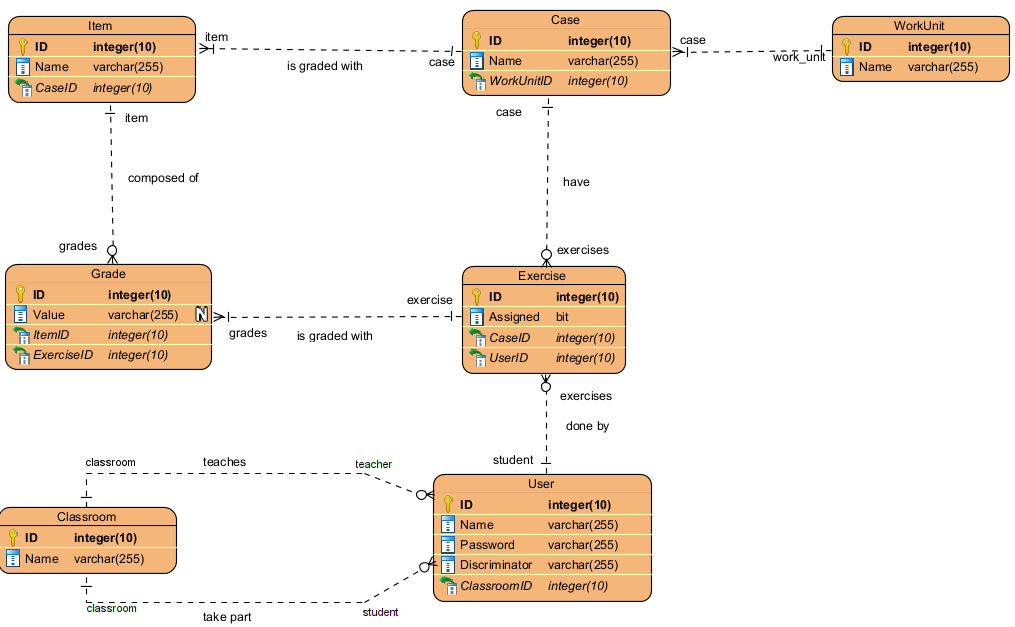 Item
ID integer(10)
Name varchar(255)
CaseID integer(10)
item
is graded with
case
Case
ID integer(10)
Name varchar(255)
WorkUnitID integer(10)
case
work_unit
WorkUnit
ID integer(10)
Name varchar(255)
item
composed of
grades
case
have
exercises
Grade
ID integer(10)
Value varchar(255) N
ItemID integer(10)
ExerciseID integer(10)
grades
is graded with
exercise
Exercise
ID integer(10)
Assigned bit
CaseID integer(10)
UserID integer(10)
exercises
done by
student
classroom
teaches
teacher
User
ID integer(10)
Name varchar(255)
Password varchar(255)
Discriminator varchar(255)
ClassroomID integer(10)
Classroom
ID integer(10)
Name varchar(255)
classroom
take part
student